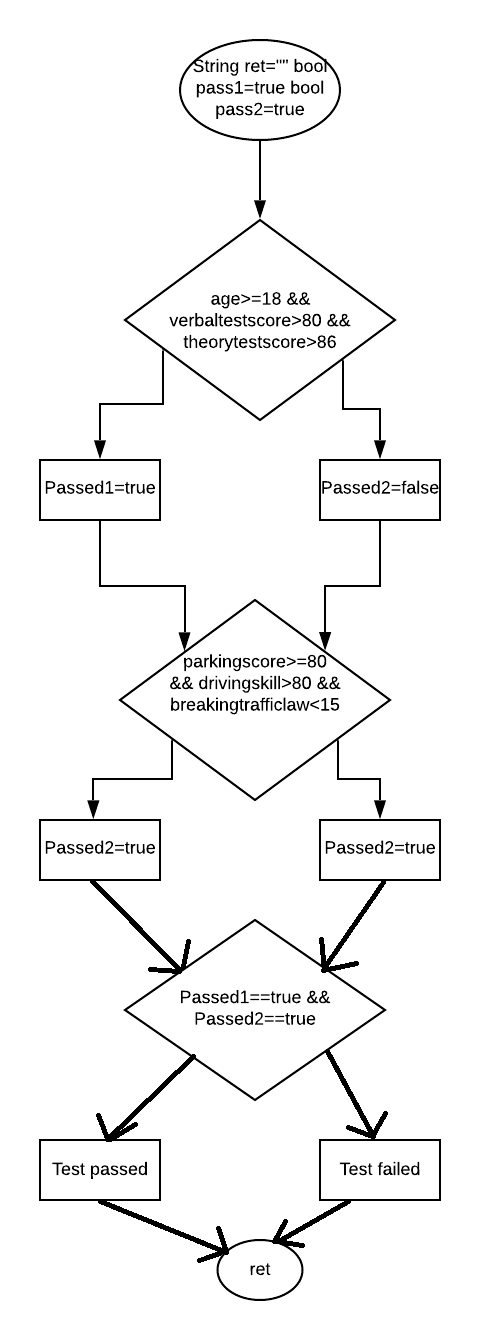 String ret="" bool
pass1=true bool
pass2=true
age>=18 &&
verbaltestscore>80 &&
theorytestscore>86
Passed1=true
Passed2=false
parkingscore>=80
&& drivingskill>80 &&
breakingtrafficlaw<15
Passed2=true
Passed2=true
Passed1==true &&
Passed2==true
Test passed
Test failed
ret